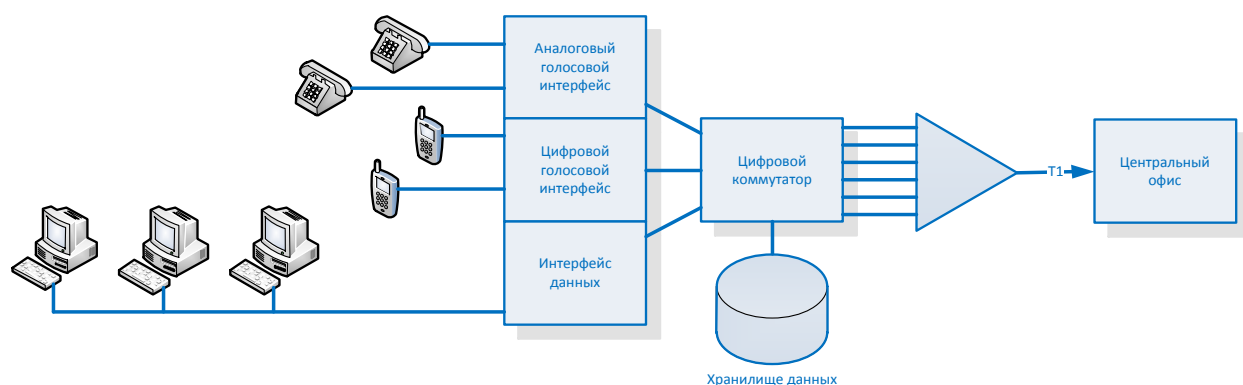 Аналоговый
голосовой
интерфейс
Цифровой
голосовой
интерфейс
Интерфейс
данных
Цифровой
коммутатор
Хранилище данных
T1
Центральный
офис